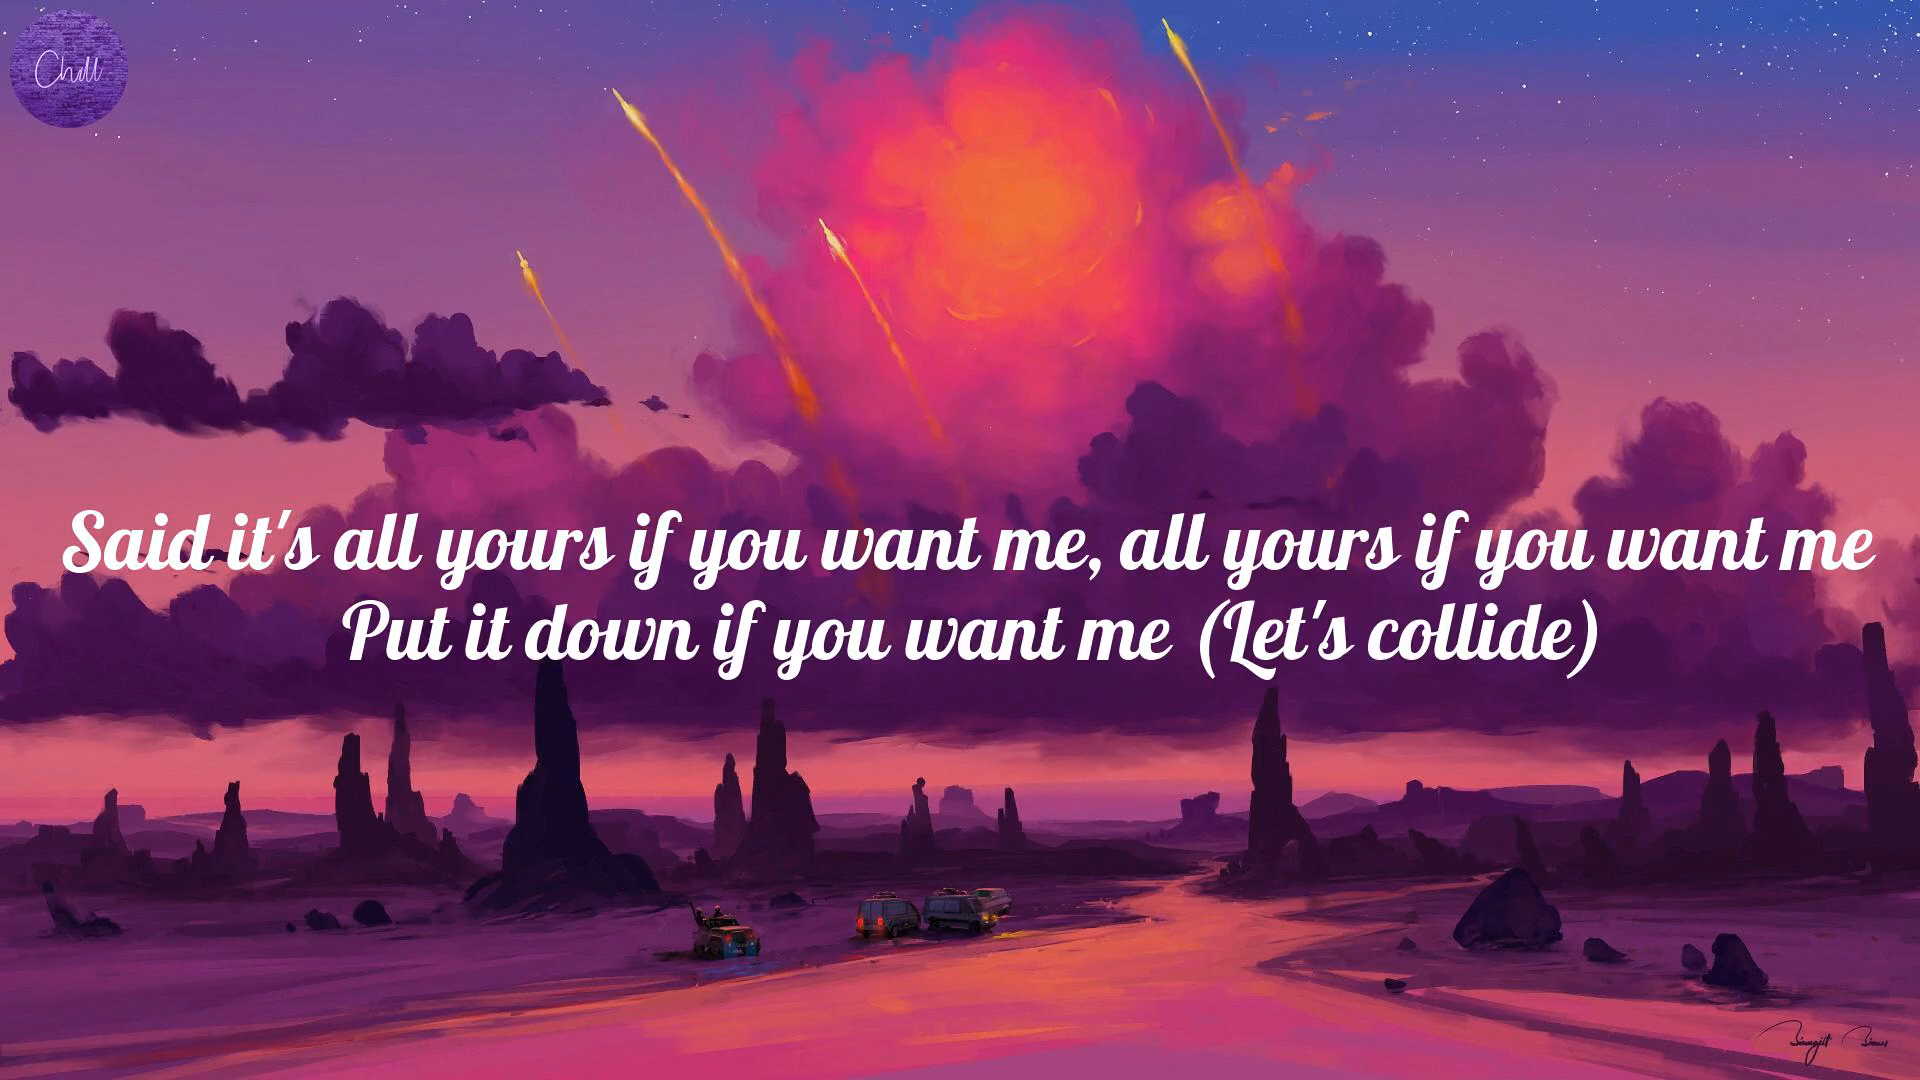 Chill
Said it's all yours if you want me, all yours if you want me
Put it down if you want me (Let's collide)